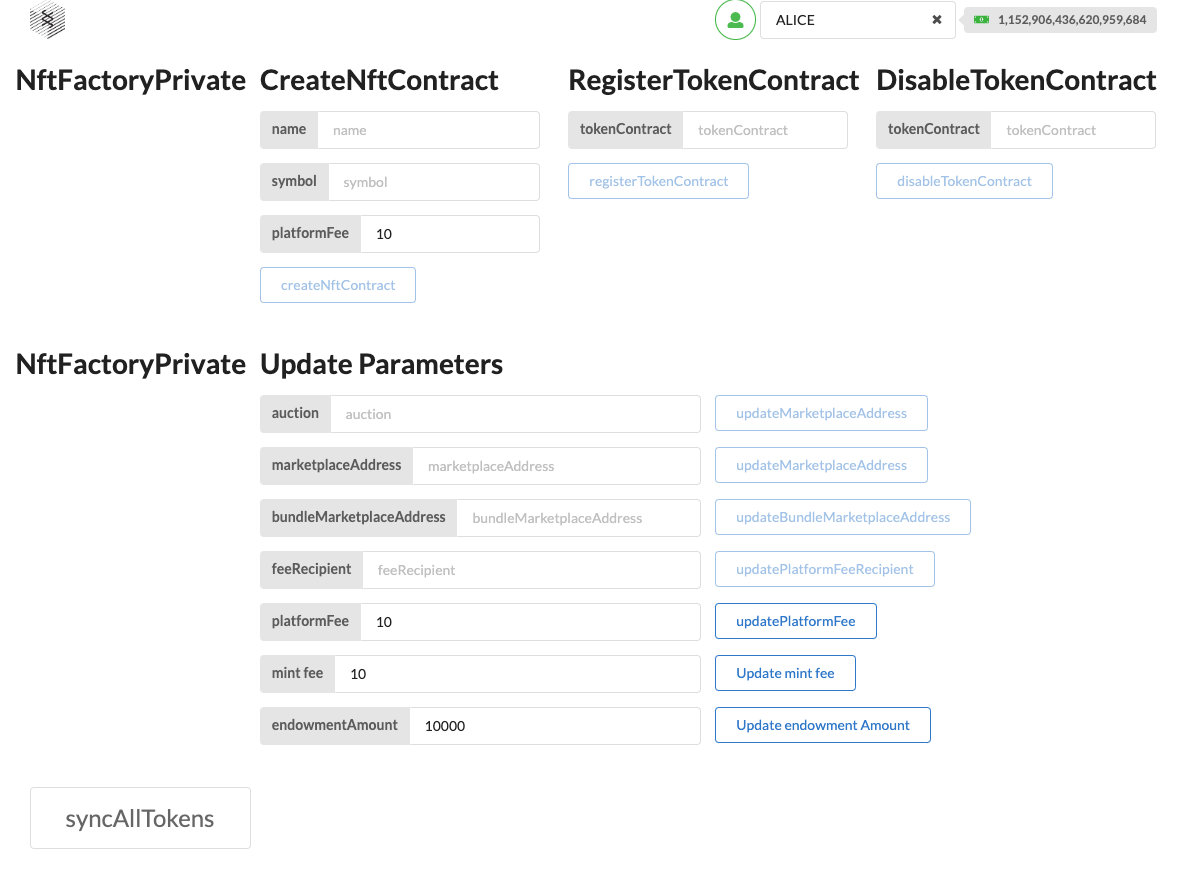 ALICE
1,152,906,436,620,959,684
NftFactoryPrivate
CreateNftContract
RegisterTokenContract
DisableTokenContract
name name
tokenContract tokenContract
tokenContract tokenContract
symbol symbol
registerTokenContract
disableTokenContract
platformFee 10
createNftContract
NftFactoryPrivate
Update Parameters
auction auction
updateMarketplaceAddress
marketplaceAddress marketplaceAddress
updateMarketplaceAddress
bundleMarketplaceAddress bundleMarketplaceAddress
updateBundleMarketplaceAddress
feeRecipient feeRecipient
updatePlatformFeeRecipient
platformFee 10
updatePlatformFee
mint fee 10
Update mint fee
endowmentAmount 10000
Update endowment Amount
syncAllTokens